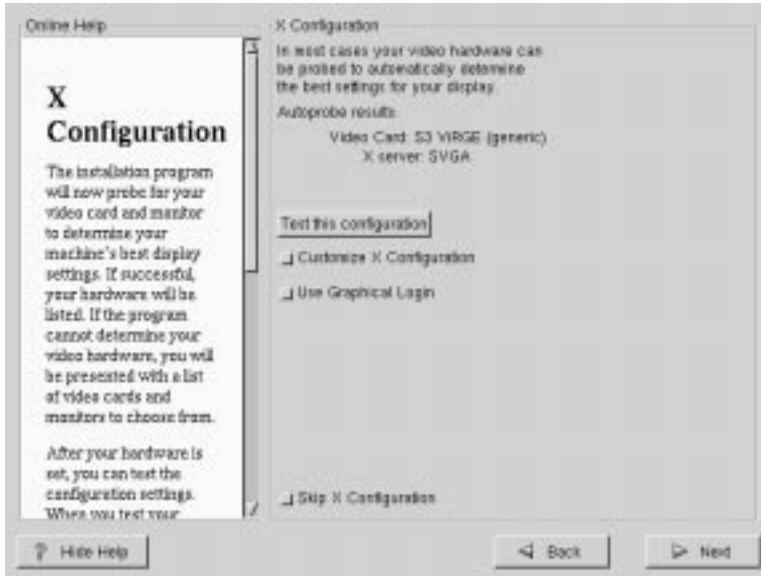 Online Help
X
Configuration
The installation program
will now probe for your
video card and monitor
to determine your
machine's best display
settings. If successful,
your hardware will be
listed. If the program
cannot determine your
video hardware, you will
be presented with a list
of video cards and
monitors to choose from.
After your hardware is
set, you can test the
configuration settings.
When you test your
X Configuration
In most cases your video hardware can
be probed to automatically determine
the best settings for your display.
Autoprobe results:
Video Card: S3 ViRGE (generic)
X server: SVGA
Test this configuration
Customize X Configuration
Use Graphical Login
Skip X Configuration
? Hide Help
Back
Next